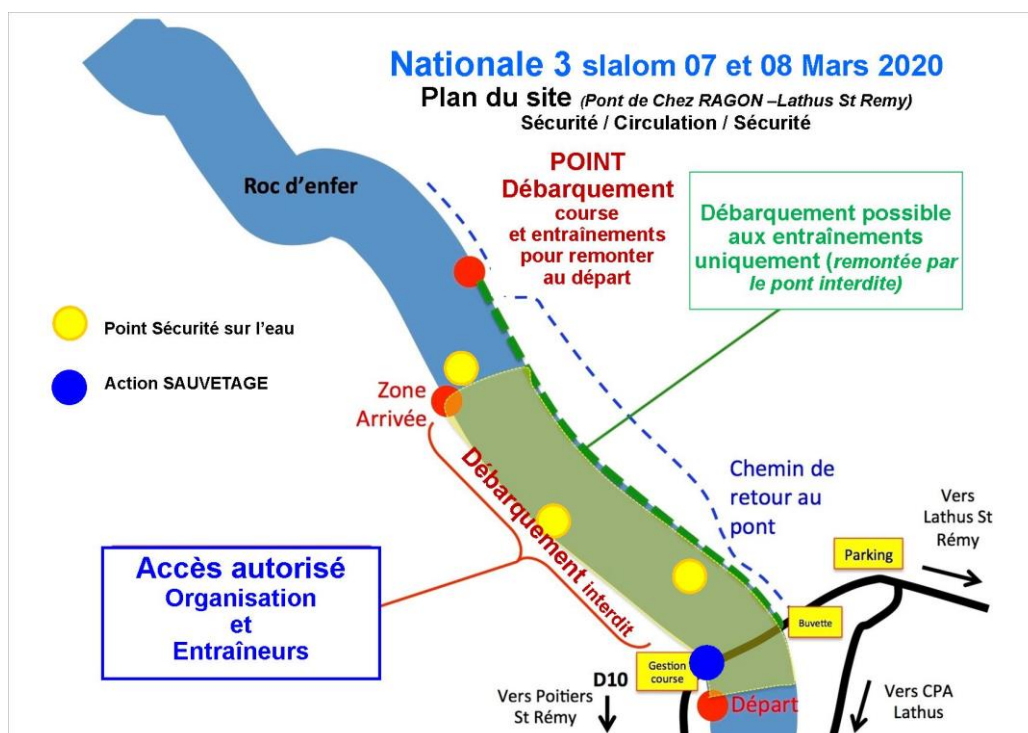 Nationale 3 slalom 07 et 08 Mars 2020
Plan du site (Pont de Chez RAGON –Lathus St Remy)
Sécurité / Circulation / Sécurité
Roc d’enfer
POINT
Débarquement
course
et entraînements
pour remonter
au départ
Débarquement possible
aux entraînements
uniquement (remontée par
le pont interdite)
Point Sécurité sur l’eau
Action SAUVETAGE
Zone
Arrivée
Débarquement interdit
Chemin de
retour au
pont
Vers
Lathus St
Rémy
Parking
Buvette
Accès autorisé
Organisation
et
Entraîneurs
Gestion
course
D10
Vers Poitiers
St Rémy
Départ
Vers CPA
Lathus